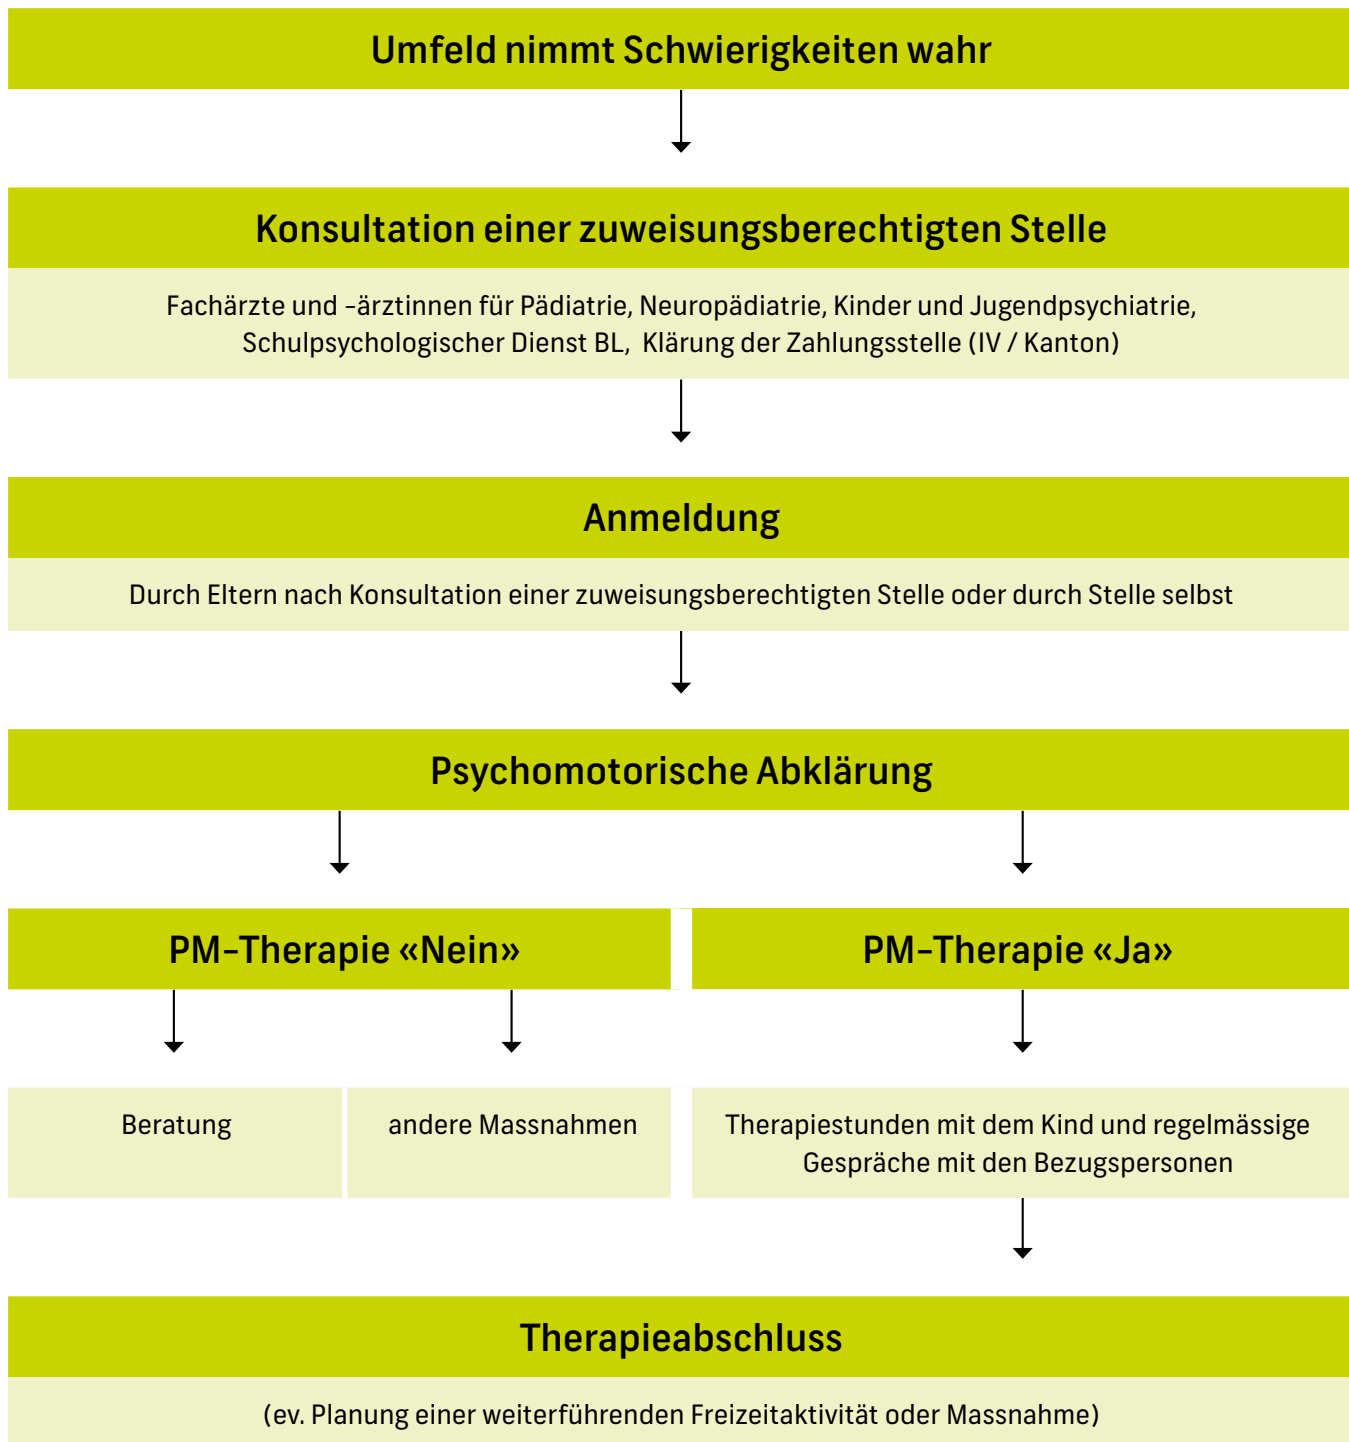 Umfeld nimmt Schwierigkeiten wahr
Konsultation einer zuweisungsberechtigten Stelle
Fachärzte und -ärztinnen für Pädiatrie, Neuropädiatrie, Kinder und Jugendpsychiatrie,
Schulpsychologischer Dienst BL, Klärung der Zahlungsstelle (IV / Kanton)
Anmeldung
Durch Eltern nach Konsultation einer zuweisungsberechtigten Stelle oder durch Stelle selbst
Psychomotorische Abklärung
PM-Therapie «Nein»
PM-Therapie «Ja»
Beratung
andere Massnahmen
Therapiestunden mit dem Kind und regelmässige
Gespräche mit den Bezugspersonen
Therapieabschluss
(ev. Planung einer weiterführenden Freizeitaktivität oder Massnahme)